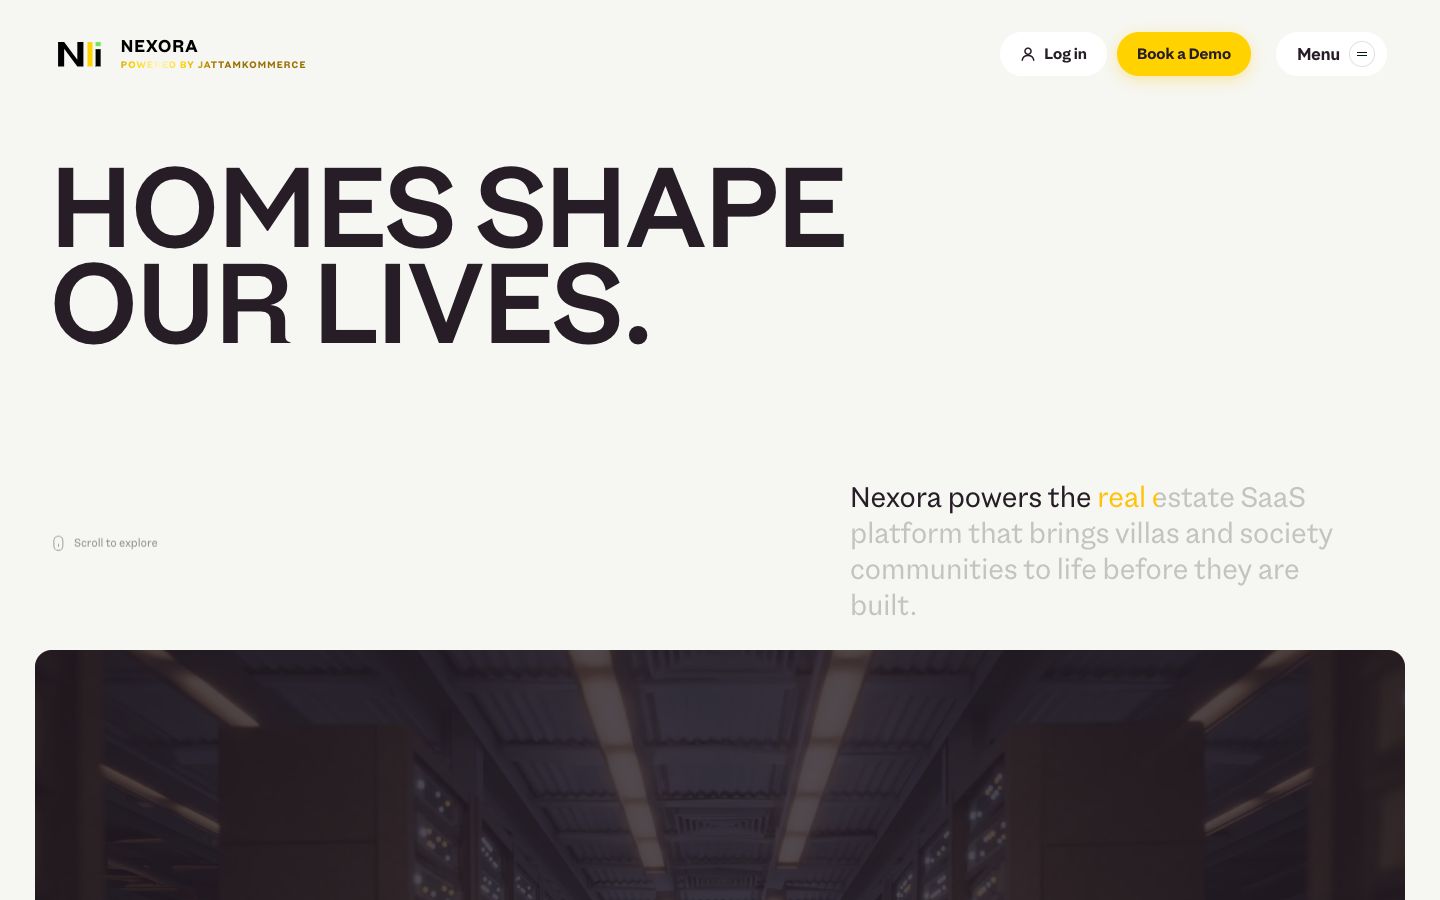 NEXORA
POWERED BY JATTAMKOMMERCE
Log in
Book a Demo
Menu
HOMES SHAPE
OUR LIVES.
Nexora powers the real estate SaaS
platform that brings villas and society
communities to life before they are
built.
Scroll to explore